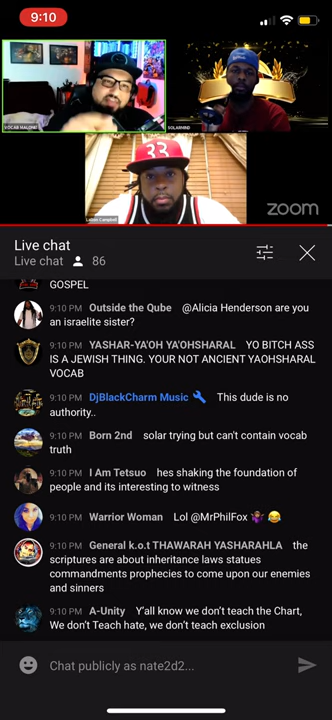 9:10
VOCAB MALONE
SOLARMIND
33
Lamon Campbell
zoom
Live chat
Live chat 86
GOSPEL
9:10 PM Outside the Qube @Alicia Henderson are you
an israelite sister?
9:10 PM YASHAR-YA'OH YA'OHSHARAL YO BITCH ASS
IS A JEWISH THING. YOUR NOT ANCIENT YAOHSHARAL
VOCAB
9:10 PM DjBlackCharm Music This dude is no
authority..
9:10 PM Born 2nd solar trying but can't contain vocab
truth
9:10 PM I Am Tetsuo hes shaking the foundation of
people and its interesting to witness
9:10 PM Warrior Woman Lol @MrPhilFox 🤷🏾‍♀️ 😂
9:10 PM General k.o.t THAWARAH YASHARAHLA the
scriptures are about inheritance laws statues
commandments prophecies to come upon our enemies
and sinners
9:10 PM A-Unity Y'all know we don't teach the Chart,
We don't Teach hate, we don't teach exclusion
Chat publicly as nate2d2...